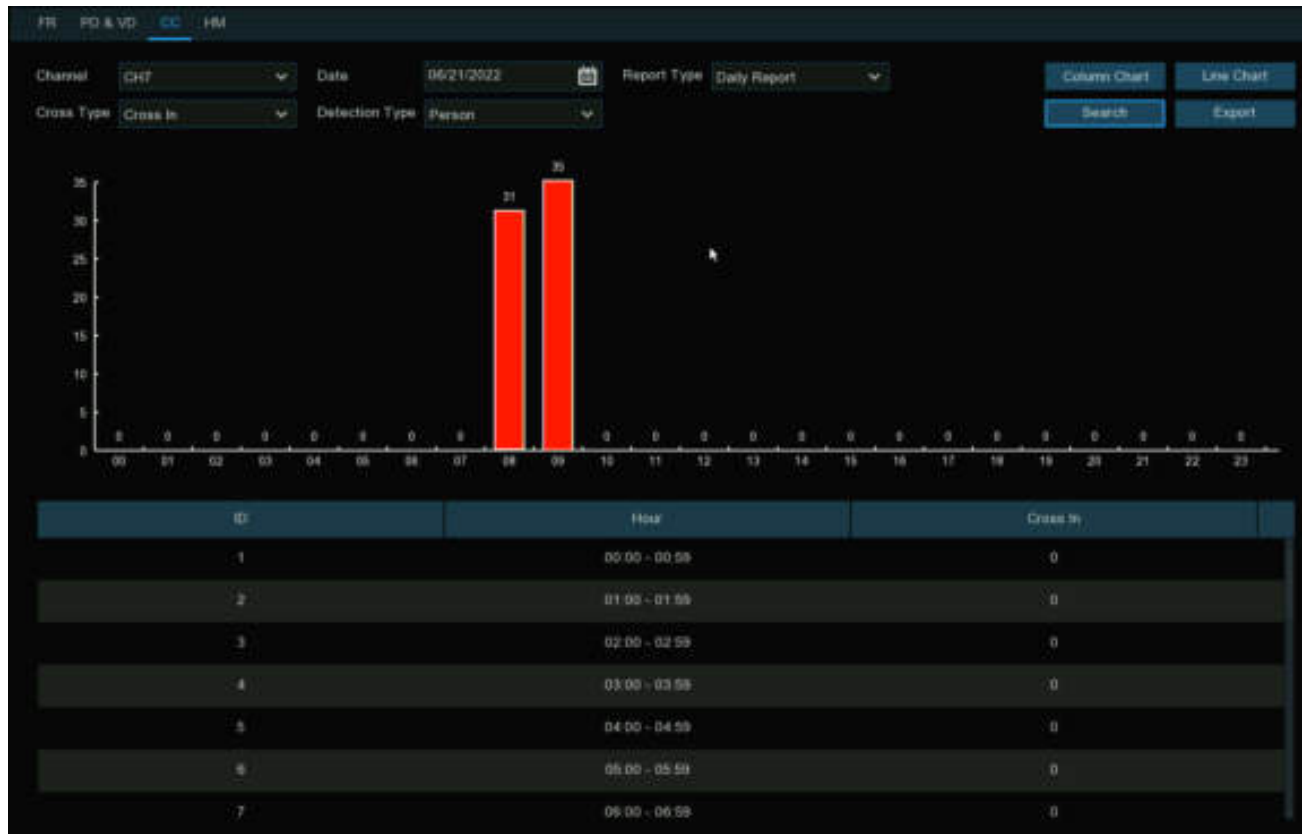 FR PD & VD CC HM
Channel CH7 Date 06/21/2022 Report Type Daily Report Column Chart Line Chart
Cross Type Cross In Detection Type Person Search Export
35
31
35
30
25
20
15
10
5
0
0 0 0 0 0 0 0 0 0 0 0 0 0 0 0 0 0 0 0 0 0 0
00 01 02 03 04 05 06 07 08 09 10 11 12 13 14 15 16 17 18 19 20 21 22 23
ID Hour Cross In
1 00:00 - 00:59 0
2 01:00 - 01:59 0
3 02:00 - 02:59 0
4 03:00 - 03:59 0
5 04:00 - 04:59 0
6 05:00 - 05:59 0
7 06:00 - 06:59 0